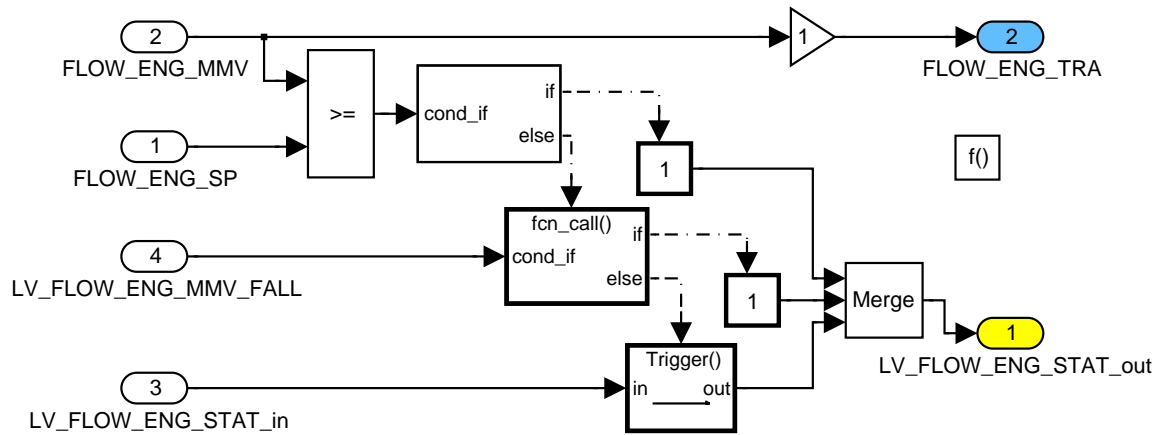 2
FLOW_ENG_MMV
1
2
FLOW_ENG_TRA
>=
cond_if
if
else
1
FLOW_ENG_SP
1
f()
fcn_call()
cond_if
if
else
4
LV_FLOW_ENG_MMV_FALL
1
Merge
1
LV_FLOW_ENG_STAT_out
Trigger()
in
out
3
LV_FLOW_ENG_STAT_in